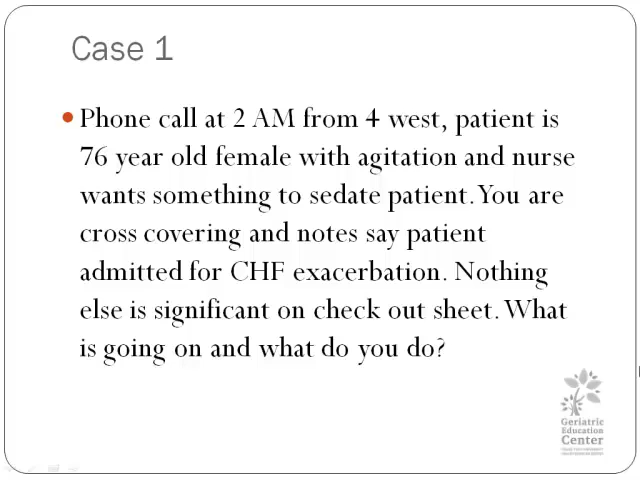 Case 1
• Phone call at 2 AM from 4 west, patient is
76 year old female with agitation and nurse
wants something to sedate patient. You are
cross covering and notes say patient
admitted for CHF exacerbation. Nothing
else is significant on check out sheet. What
is going on and what do you do?
Geriatric
Education
Center